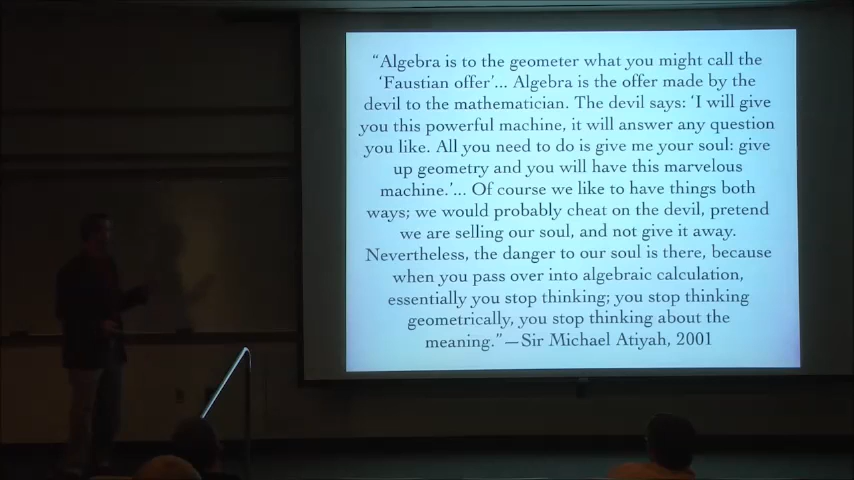 “Algebra is to the geometer what you might call the
‘Faustian offer’... Algebra is the offer made by the
devil to the mathematician. The devil says: ‘I will give
you this powerful machine, it will answer any question
you like. All you need to do is give me your soul: give
up geometry and you will have this marvelous
machine.’... Of course we like to have things both
ways; we would probably cheat on the devil, pretend
we are selling our soul, and not give it away.
Nevertheless, the danger to our soul is there, because
when you pass over into algebraic calculation,
essentially you stop thinking; you stop thinking
geometrically, you stop thinking about the
meaning.”—Sir Michael Atiyah, 2001